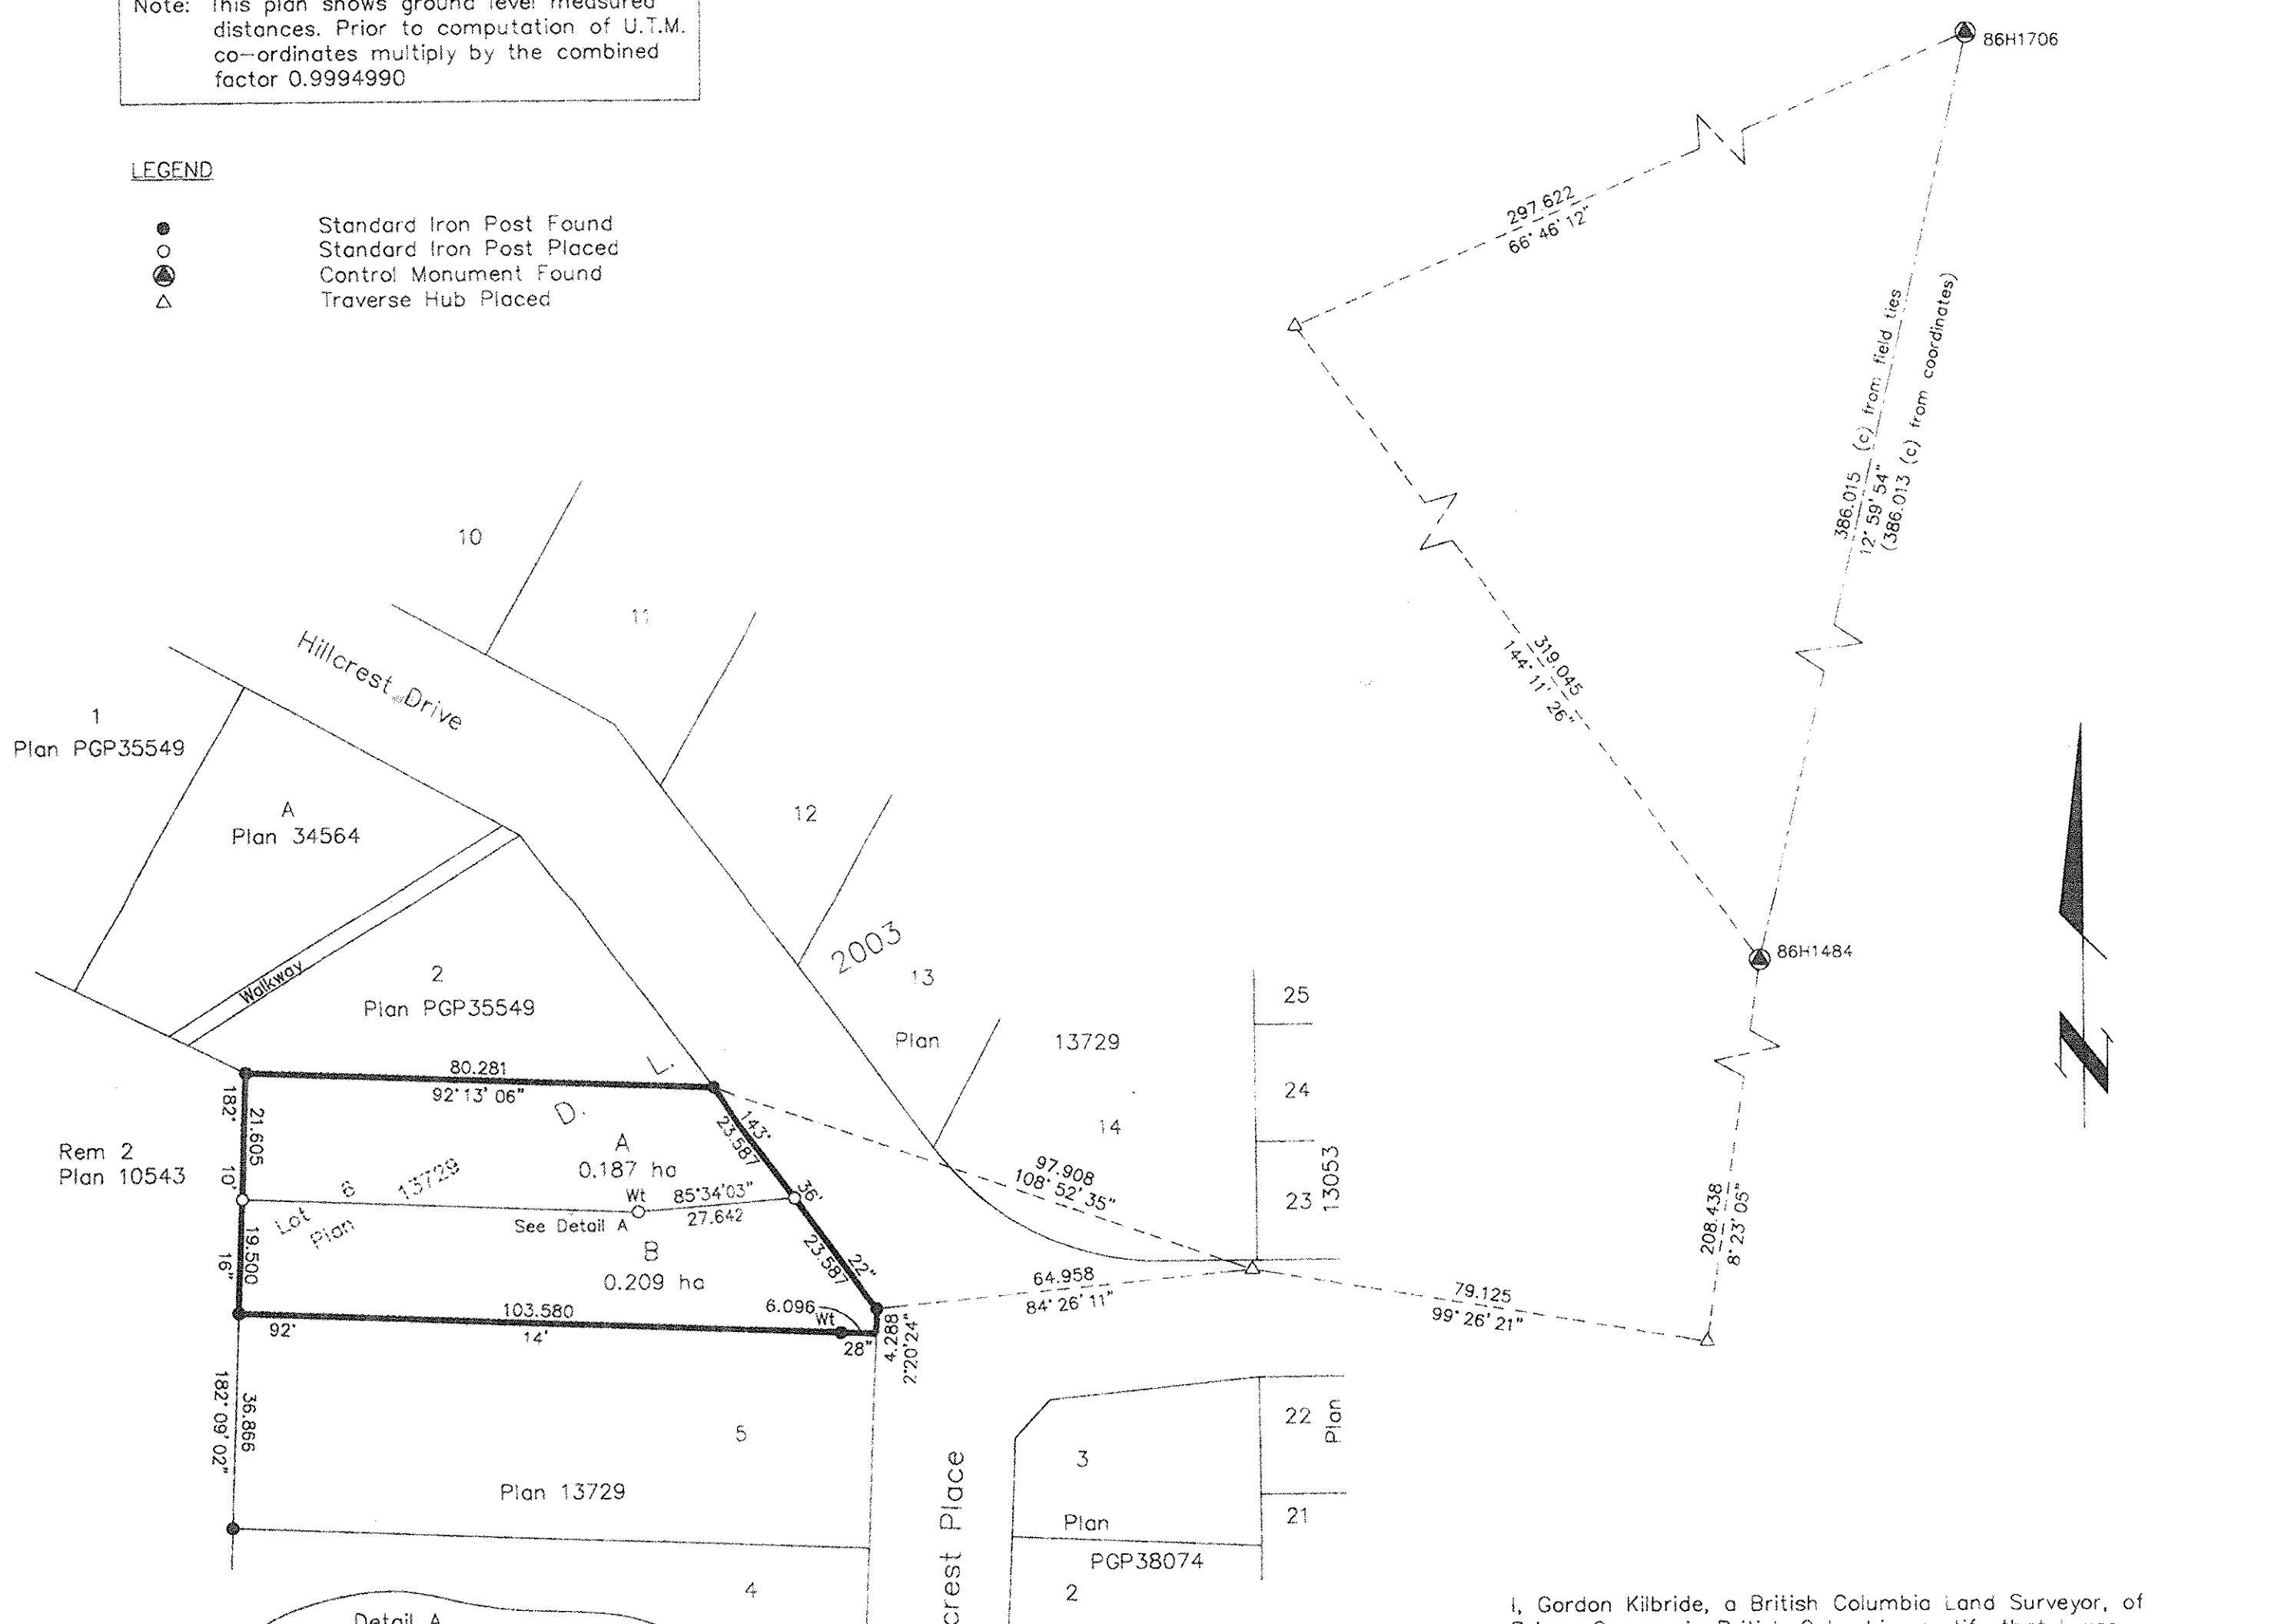 Note: This plan shows ground level measured
distances. Prior to computation of U.T.M.
co-ordinates multiply by the combined
factor 0.9994990
LEGEND
Standard Iron Post Found
Standard Iron Post Placed
Control Monument Found
Traverse Hub Placed
86H1706
297.622
66° 46' 12"
386.015 (c) from field ties
12° 59' 54"
(386.013 (c) from coordinates)
319.045
144° 11' 26"
86H1484
208.438
8° 23' 05"
79.125
99° 26' 21"
10
11
Hillcrest Drive
1
Plan PGP35549
A
Plan 34564
Walkway
2
Plan PGP35549
12
2003
13
Plan 13729
14
25
24
23
13053
D. L.
80.281
92° 13' 06"
182° 10' 16"
21.605
19.500
Rem 2
Plan 10543
A
0.187 ha
Lot 6
Plan 13729
Wt
85°34'03"
27.642
See Detail A
B
0.209 ha
143° 36' 22"
23.587
23.587
97.908
108° 52' 35"
64.958
84° 26' 11"
6.096
Wt
103.580
92° 14' 28"
4.288
2°20'24"
36.866
182° 09' 02"
5
Plan 13729
4
crest Place
3
Plan
PGP38074
2
22
Plan
21
Detail A
I, Gordon Kilbride, a British Columbia Land Surveyor, of